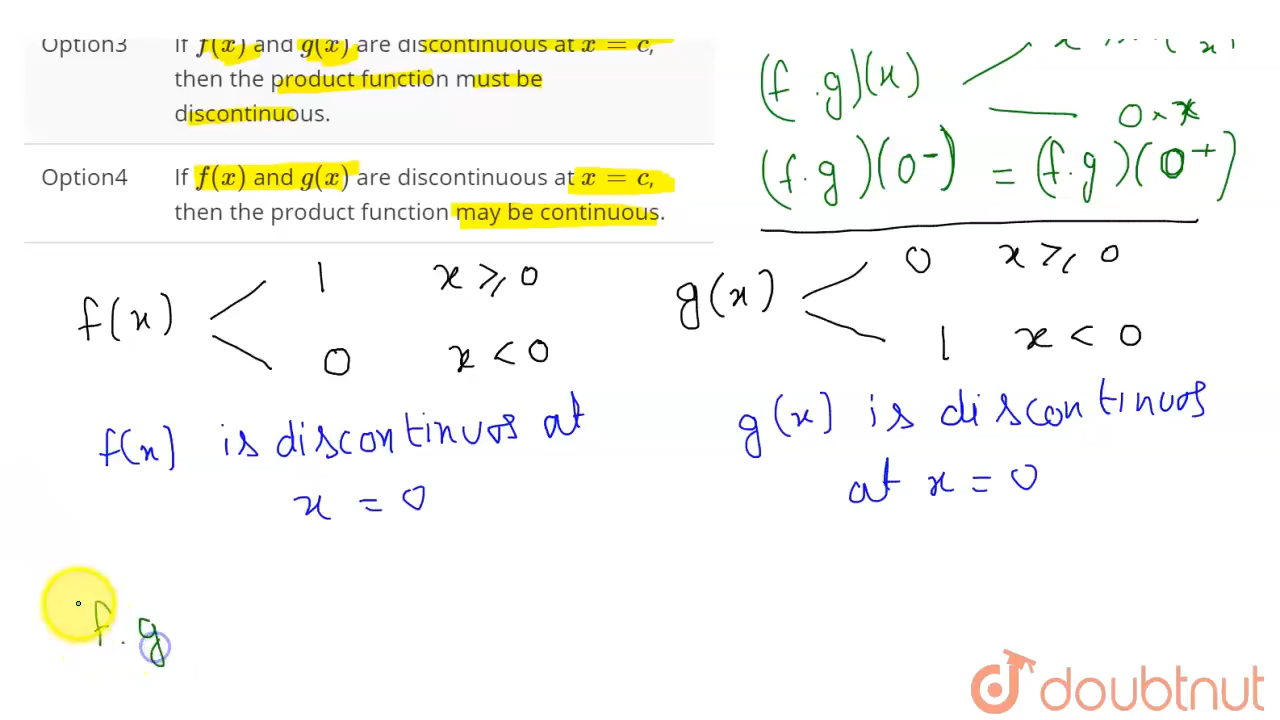 Option3 If f(x) and g(x) are discontinuous at x = c,
then the product function must be
discontinuous.
Option4 If f(x) and g(x) are discontinuous at x = c,
then the product function may be continuous.
(f.g)(x)
0 × x
(f.g)(0⁻) = (f.g)(0⁺)
f(x) 1 x ≥ 0
0 x < 0
g(x) 0 x ≥ 0
1 x < 0
f(x) is discontinuos at
x = 0
g(x) is discontinuos
at x = 0
f.g
doubtnut